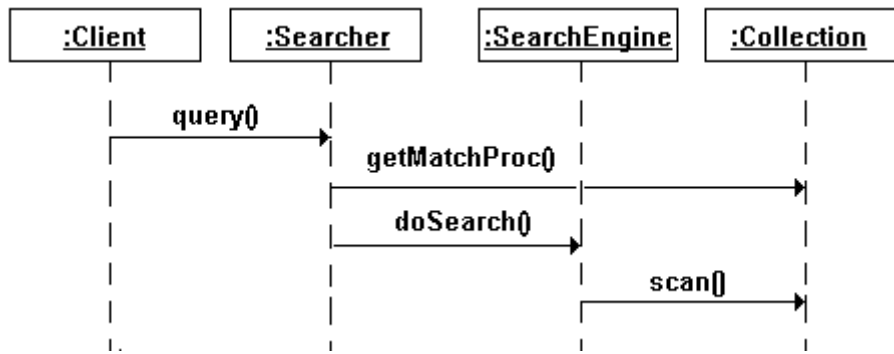 :Client
:Searcher
:SearchEngine
:Collection
query()
getMatchProc()
doSearch()
scan()